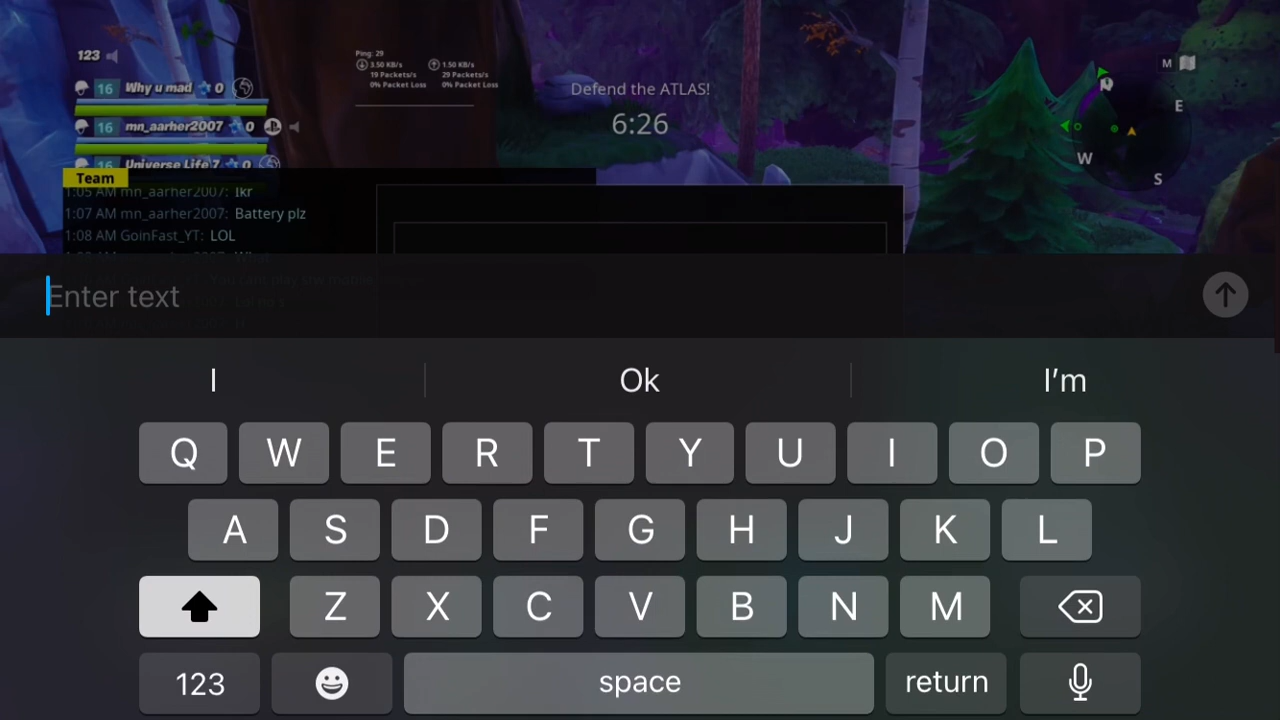 123
Ping: 29
3.50 KB/s 1.50 KB/s
19 Packets/s 29 Packets/s
0% Packet Loss 0% Packet Loss
16 Why u mad 0
16 mn_aarher2007 0
16 Universe Life 7 0
Defend the ATLAS!
6:26
M
N
E
W
S
Team
1:05 AM mn_aarher2007: Ikr
1:07 AM mn_aarher2007: Battery plz
1:08 AM GoinFast_YT: LOL
Enter text
I Ok I'm
Q W E R T Y U I O P
A S D F G H J K L
Z X C V B N M
123 space return